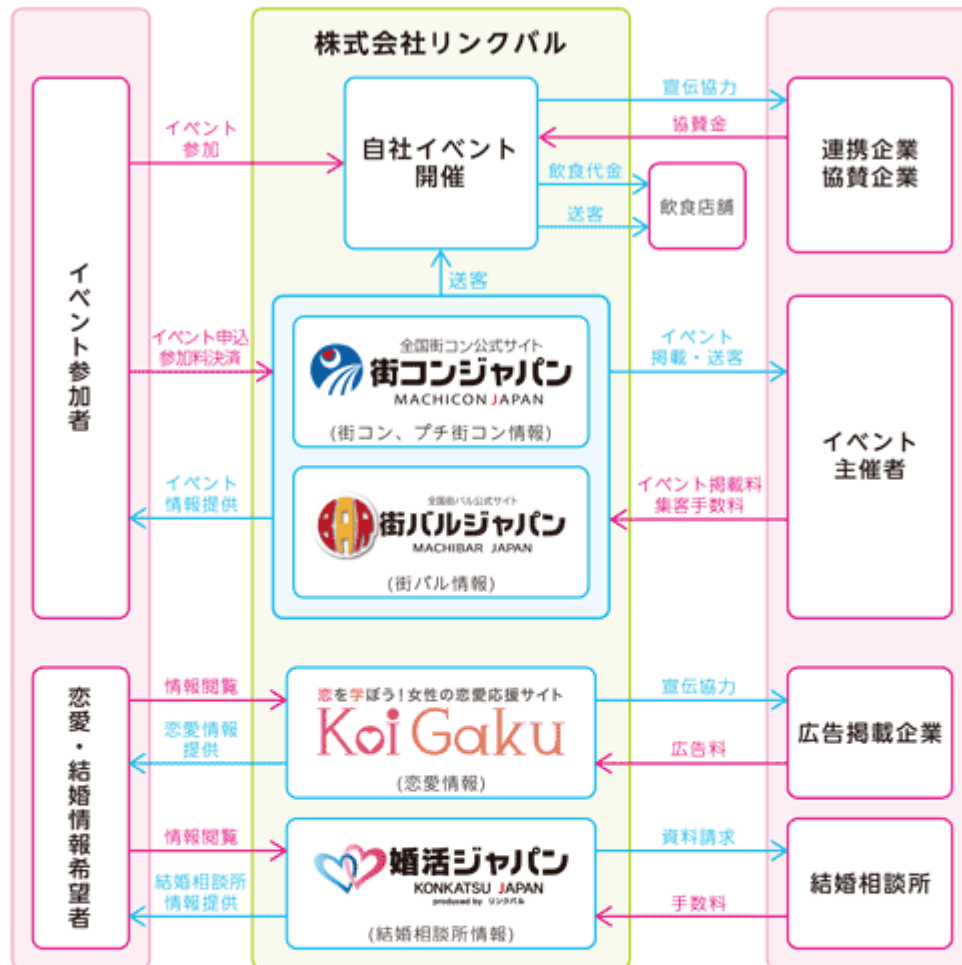 株式会社リンクバル
イベント
参加
自社イベント
開催
宣伝協力
協賛金
連携企業
協賛企業
飲食代金
送客
飲食店舗
送客
イベント参加者
イベント申込
参加料決済
全国街コン公式サイト
街コンジャパン
MACHICON JAPAN
(街コン、プチ街コン情報)
イベント
掲載・送客
イベント
主催者
イベント
情報提供
全国街バル公式サイト
BAR
街バルジャパン
MACHIBAR JAPAN
(街バル情報)
イベント掲載料
集客手数料
恋愛・結婚情報希望者
情報閲覧
恋愛情報
提供
恋を学ぼう!女性の恋愛応援サイト
Koi Gaku
(恋愛情報)
宣伝協力
広告料
広告掲載企業
情報閲覧
結婚相談所
情報提供
婚活ジャパン
KONKATSU JAPAN
produced by リンクバル
(結婚相談所情報)
資料請求
手数料
結婚相談所